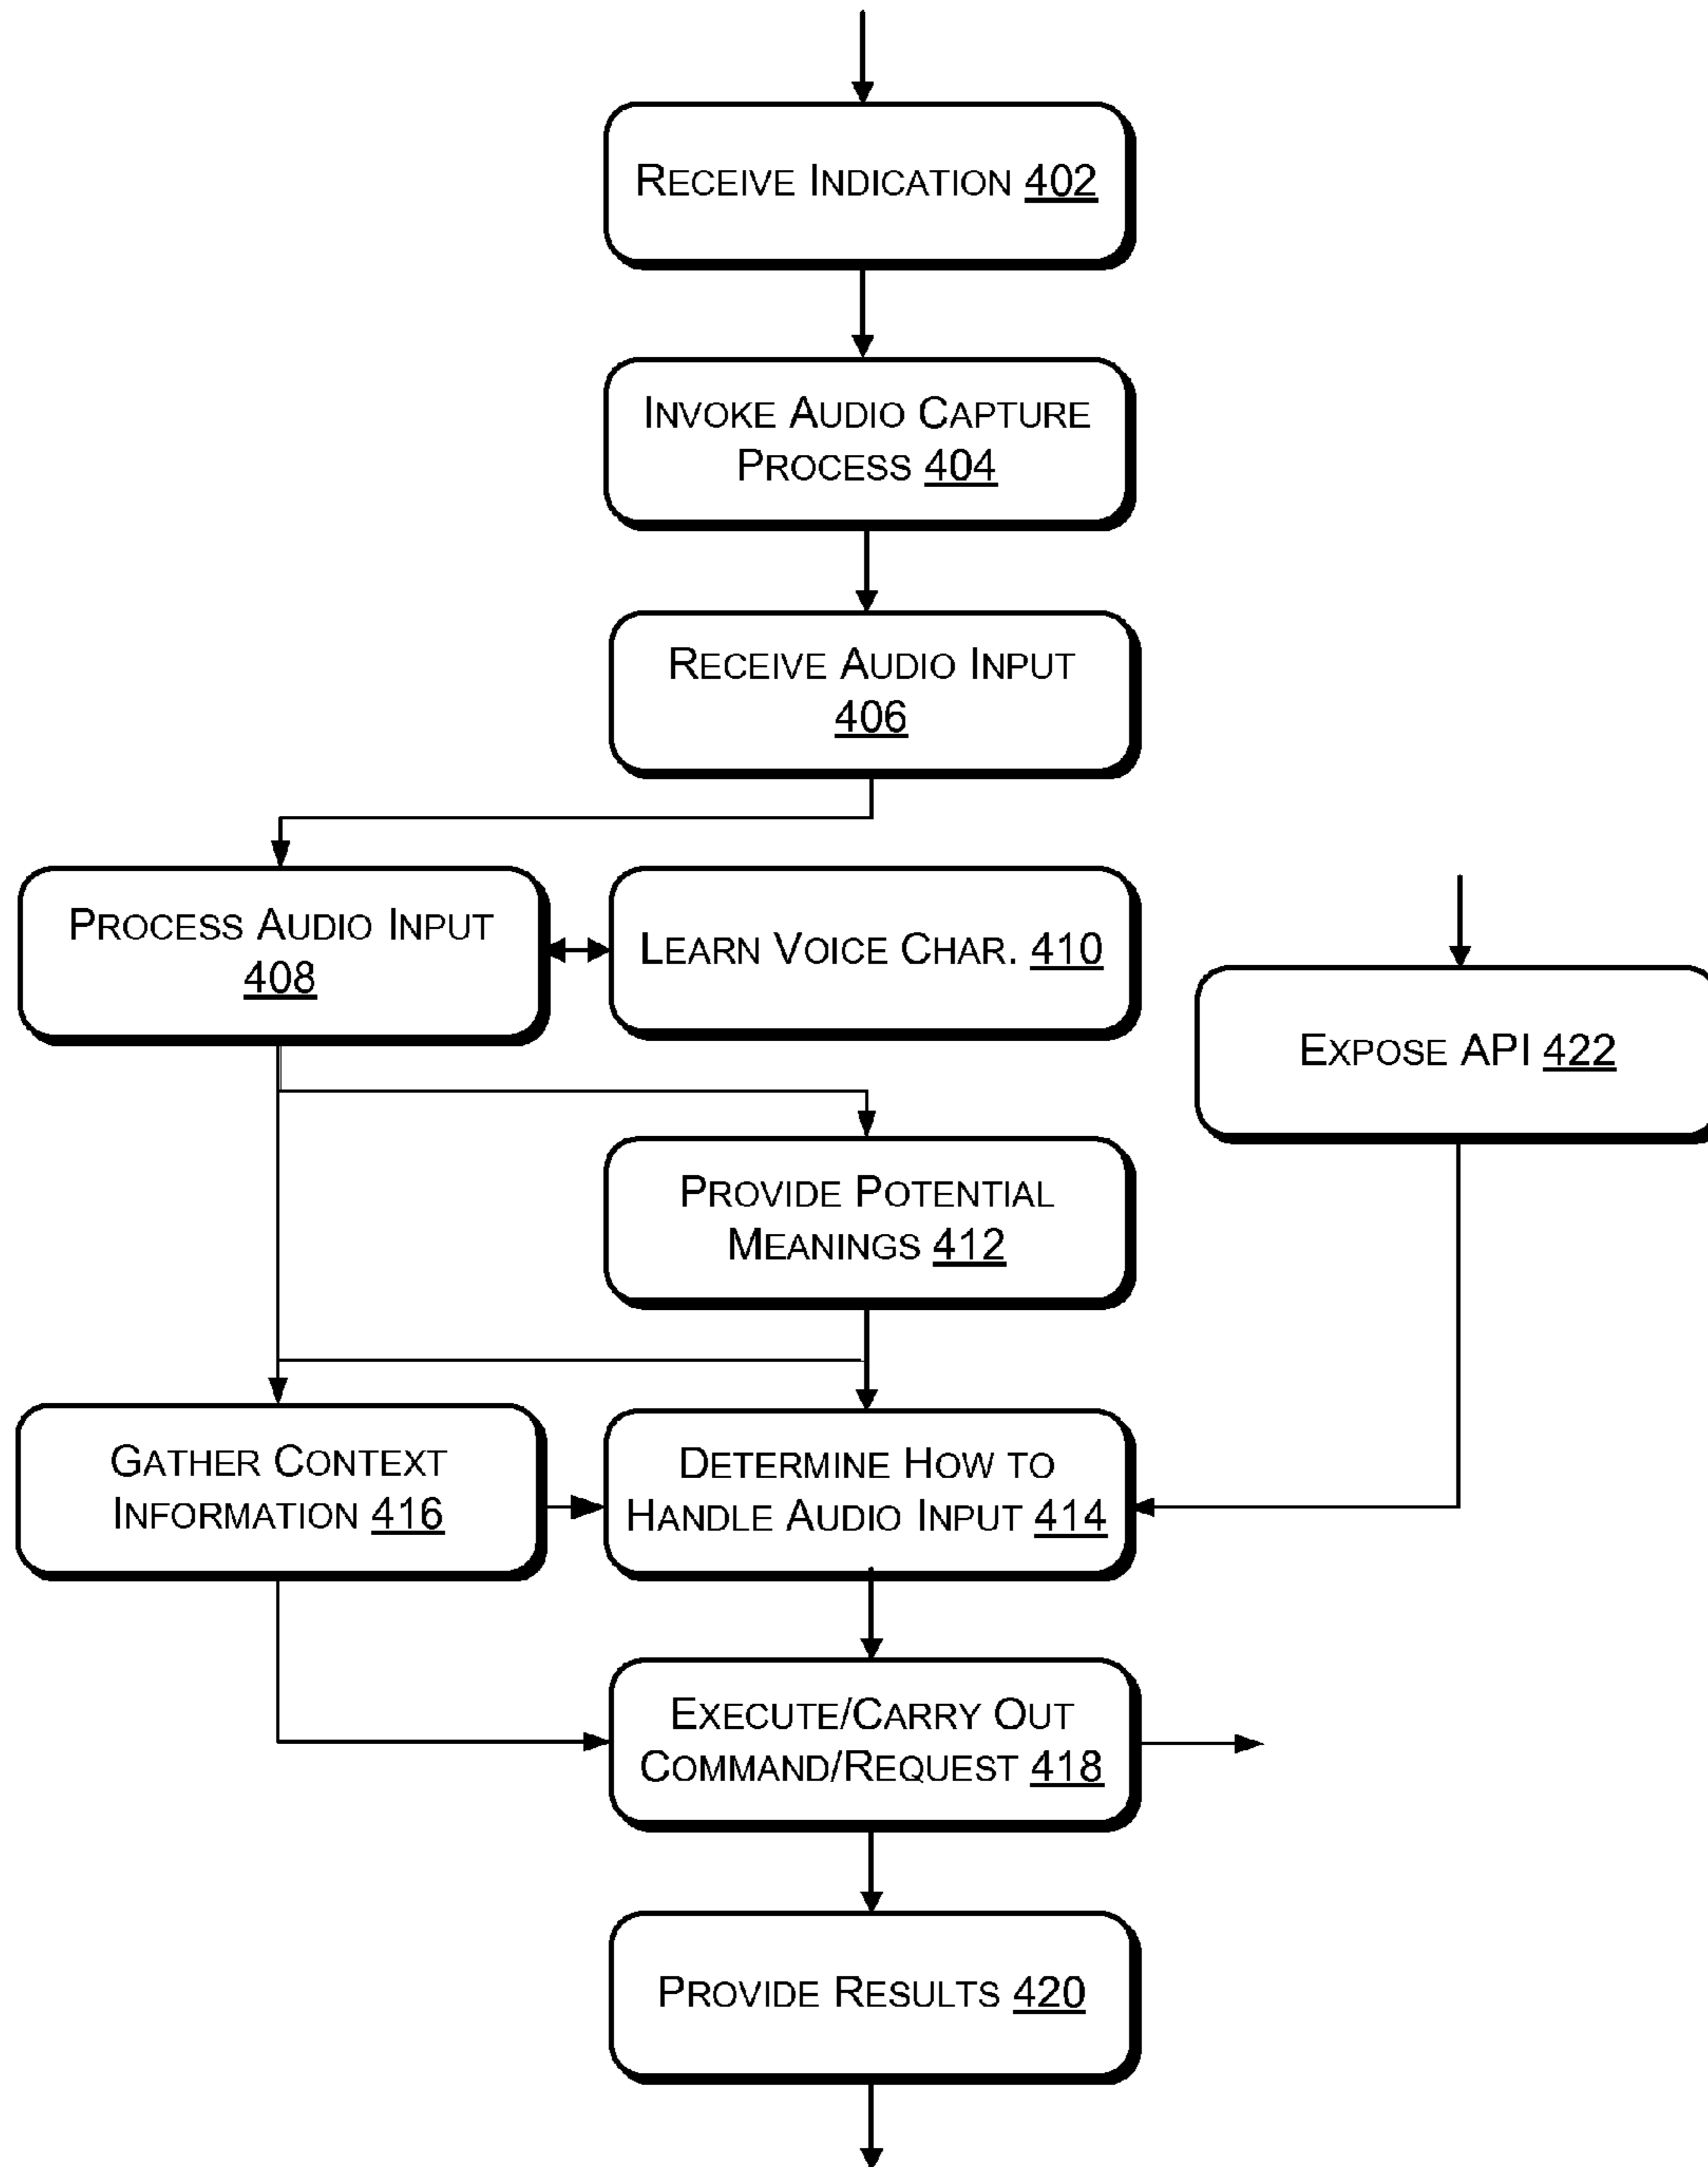 RECEIVE INDICATION 402
INVOKE AUDIO CAPTURE
PROCESS 404
RECEIVE AUDIO INPUT
406
PROCESS AUDIO INPUT
408
LEARN VOICE CHAR. 410
EXPOSE API 422
PROVIDE POTENTIAL
MEANINGS 412
GATHER CONTEXT
INFORMATION 416
DETERMINE HOW TO
HANDLE AUDIO INPUT 414
EXECUTE/CARRY OUT
COMMAND/REQUEST 418
PROVIDE RESULTS 420